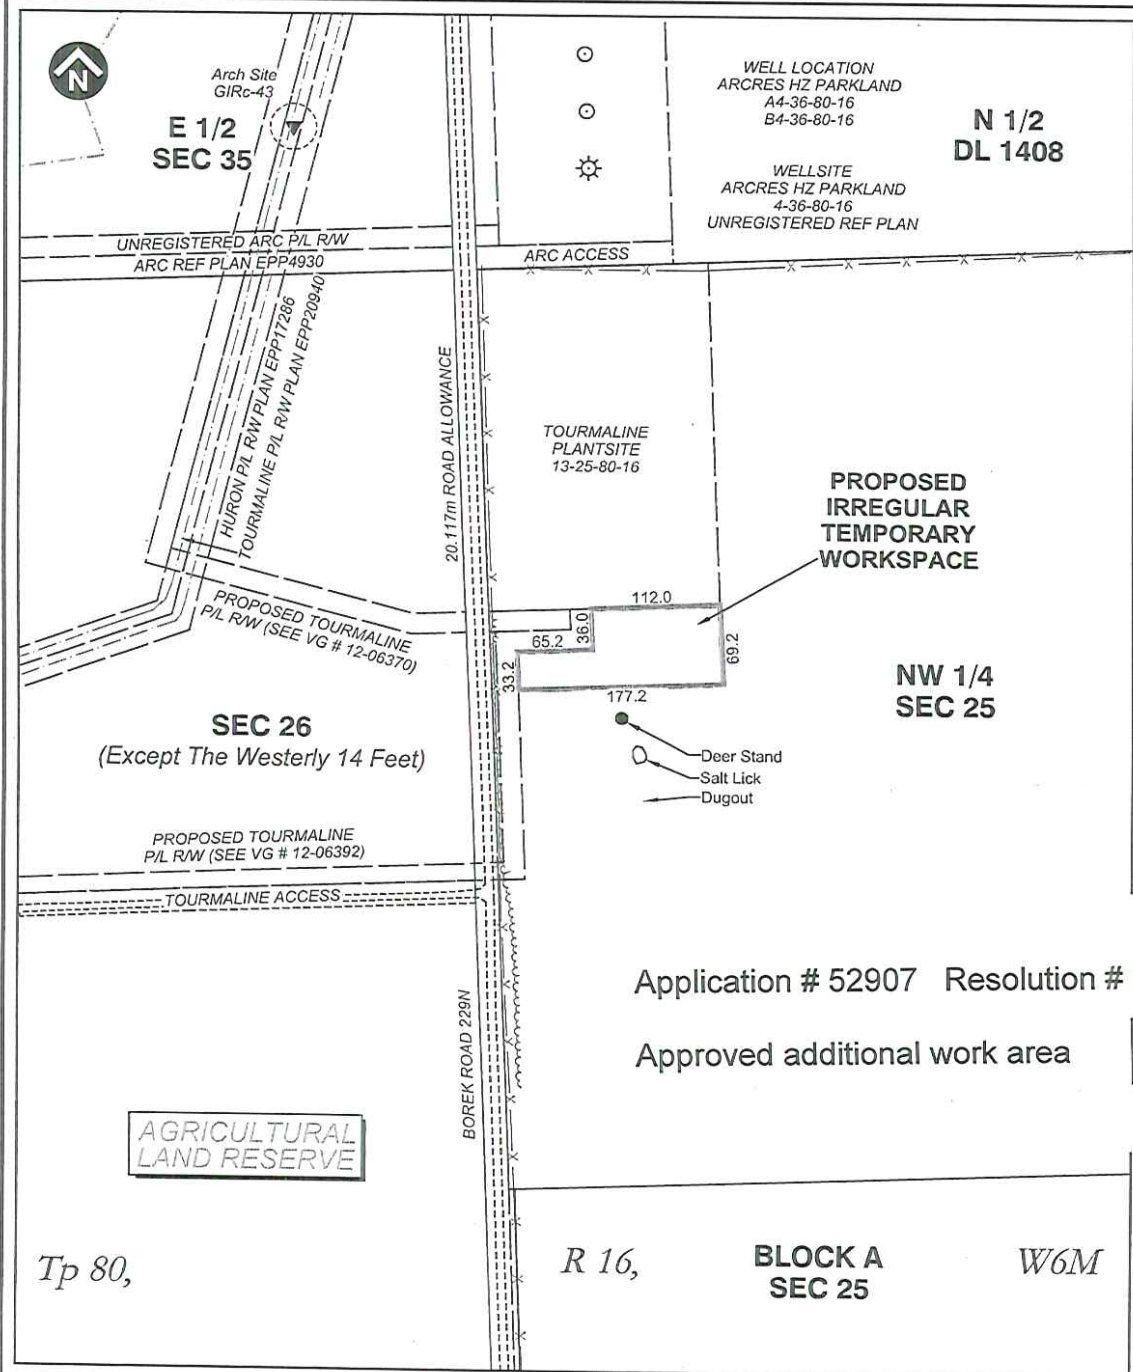 N
Arch Site
GIRc-43
E 1/2
SEC 35
WELL LOCATION
ARCRES HZ PARKLAND
A4-36-80-16
B4-36-80-16
N 1/2
DL 1408
WELLSITE
ARCRES HZ PARKLAND
4-36-80-16
UNREGISTERED REF PLAN
UNREGISTERED ARC P/L R/W
ARC REF PLAN EPP4930
ARC ACCESS
HURON P/L R/W PLAN EPP17286
TOURMALINE P/L R/W PLAN EPP20940
20.117m ROAD ALLOWANCE
TOURMALINE
PLANTSITE
13-25-80-16
PROPOSED
IRREGULAR
TEMPORARY
WORKSPACE
PROPOSED TOURMALINE
P/L R/W (SEE VG # 12-06370)
112.0
36.0
65.2
33.2
69.2
177.2
NW 1/4
SEC 25
SEC 26
(Except The Westerly 14 Feet)
Deer Stand
Salt Lick
Dugout
PROPOSED TOURMALINE
P/L R/W (SEE VG # 12-06392)
TOURMALINE ACCESS
Application # 52907 Resolution #
Approved additional work area
BOREK ROAD 229N
AGRICULTURAL
LAND RESERVE
Tp 80,
R 16,
BLOCK A
SEC 25
W6M